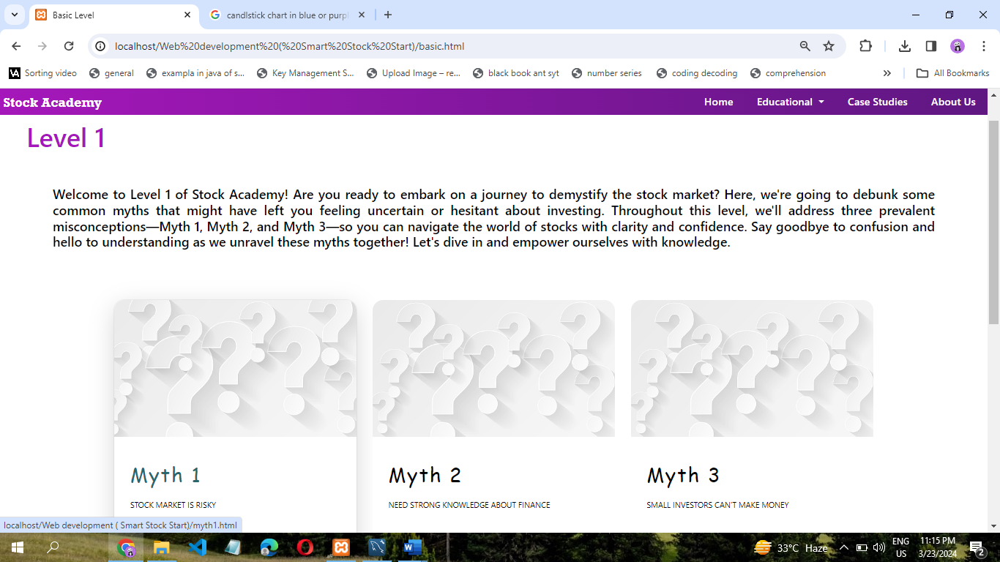 Basic Level
candlstick chart in blue or purp
localhost/Web%20development%20(%20Smart%20Stock%20Start)/basic.html
Sorting video
general
exampla in java of s...
Key Management S...
Upload Image – re...
black book ant syt
number series
coding decoding
comprehension
All Bookmarks
Stock Academy
Home
Educational
Case Studies
About Us
Level 1
Welcome to Level 1 of Stock Academy! Are you ready to embark on a journey to demystify the stock market? Here, we're going to debunk some
common myths that might have left you feeling uncertain or hesitant about investing. Throughout this level, we'll address three prevalent
misconceptions—Myth 1, Myth 2, and Myth 3—so you can navigate the world of stocks with clarity and confidence. Say goodbye to confusion and
hello to understanding as we unravel these myths together! Let's dive in and empower ourselves with knowledge.
Myth 1
STOCK MARKET IS RISKY
Myth 2
NEED STRONG KNOWLEDGE ABOUT FINANCE
Myth 3
SMALL INVESTORS CAN'T MAKE MONEY
localhost/Web development ( Smart Stock Start)/myth1.html
33°C Haze
ENG
US
11:15 PM
3/23/2024
2